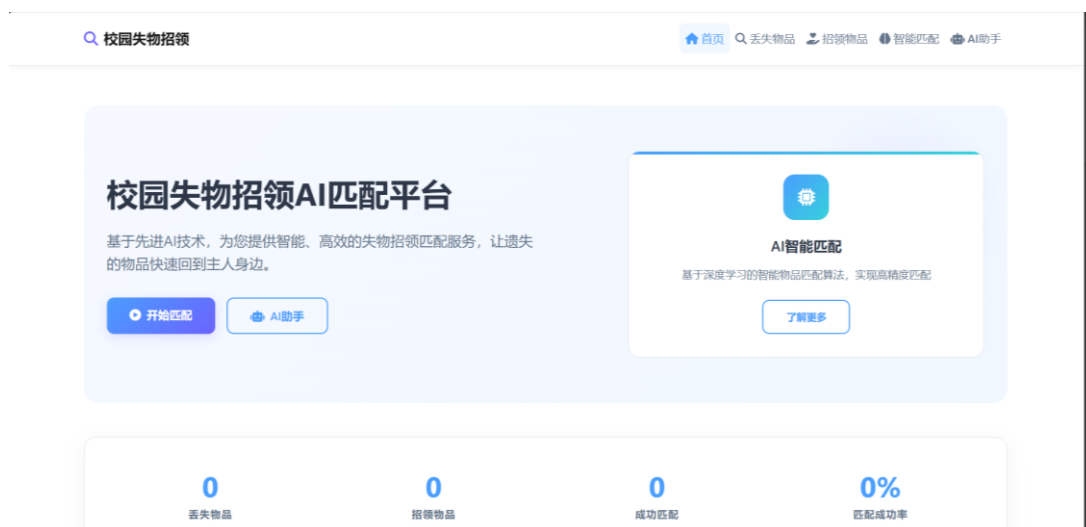 校园失物招领
首页 丢失物品 招领物品 智能匹配 AI助手
校园失物招领AI匹配平台
基于先进AI技术，为您提供智能、高效的失物招领匹配服务，让遗失
的物品快速回到主人身边。
开始匹配 AI助手
AI智能匹配
基于深度学习的智能物品匹配算法，实现高精度匹配
了解更多
0 0 0 0%
丢失物品 招领物品 成功匹配 匹配成功率